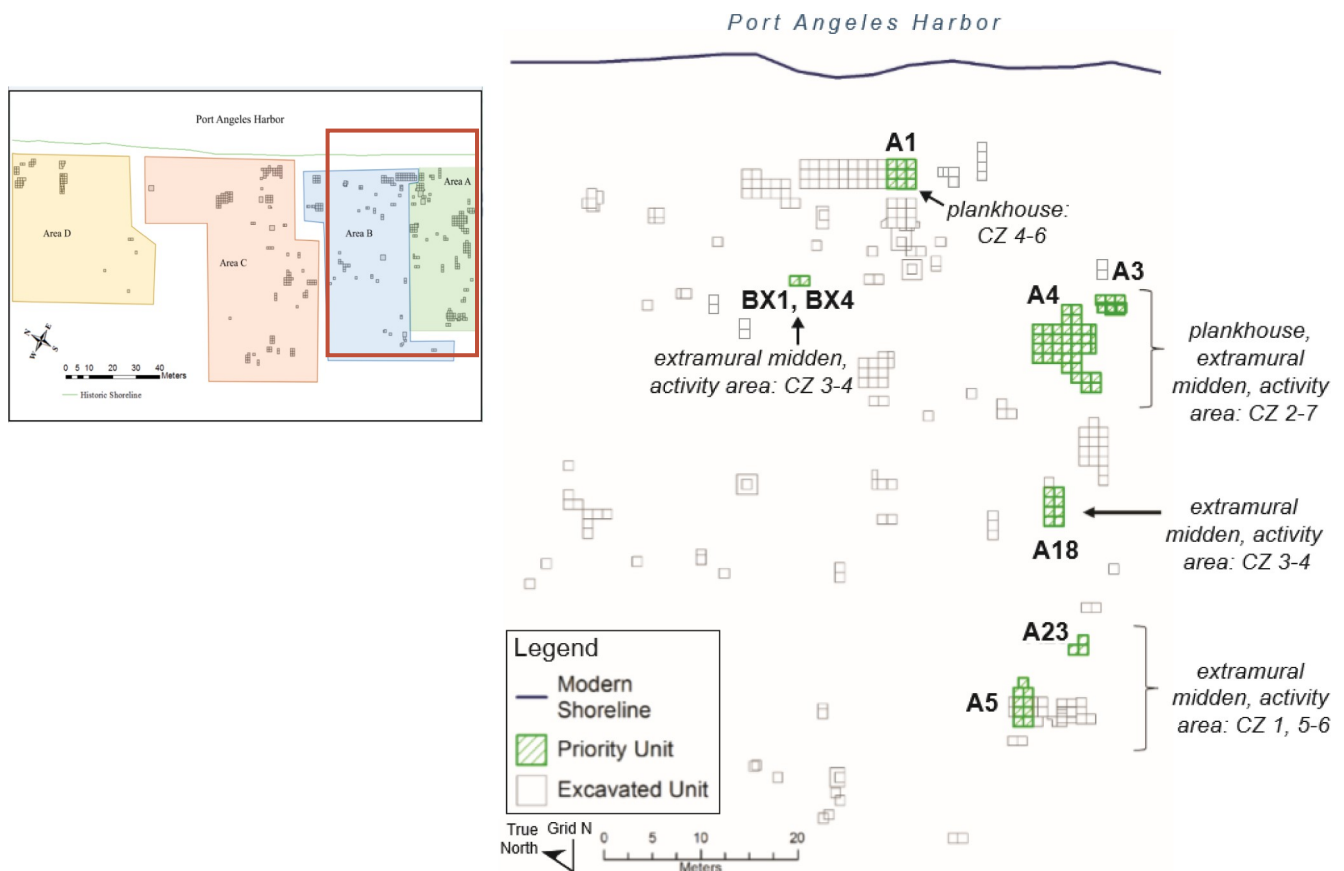 Port Angeles Harbor
Port Angeles Harbor
Area A
Area B
Area C
Area D
N
E
W
S
0 5 10 20 30 40
Meters
Historic Shoreline
A1
plankhouse:
CZ 4-6
BX1, BX4
extramural midden,
activity area: CZ 3-4
A3
A4
plankhouse,
extramural
midden, activity
area: CZ 2-7
A18
extramural
midden, activity
area: CZ 3-4
A23
A5
extramural
midden, activity
area: CZ 1, 5-6
Legend
Modern
Shoreline
Priority Unit
Excavated Unit
True
North
Grid N
0 5 10 20
Meters